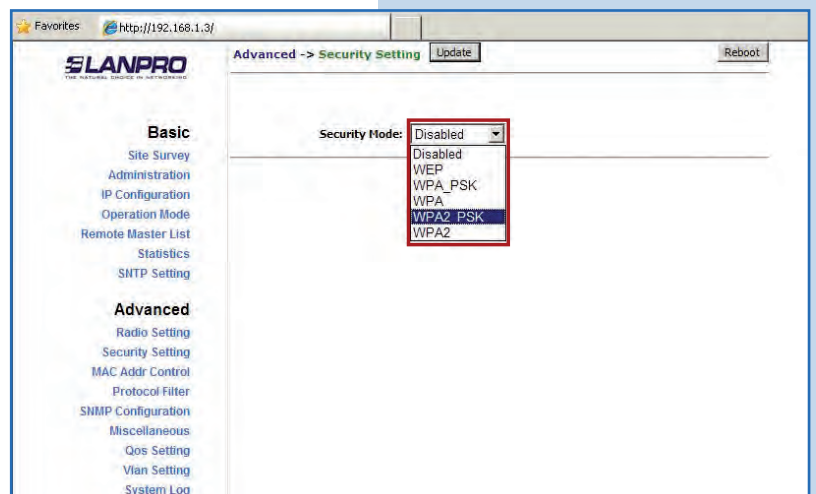 Favorites
http://192.168.1.3/
LANPRO
THE NATURAL CHOICE IN NETWORKING
Advanced -> Security Setting
Update
Reboot
Security Mode:
Disabled
Disabled
WEP
WPA_PSK
WPA
WPA2_PSK
WPA2
Basic
Site Survey
Administration
IP Configuration
Operation Mode
Remote Master List
Statistics
SNTP Setting
Advanced
Radio Setting
Security Setting
MAC Addr Control
Protocol Filter
SNMP Configuration
Miscellaneous
Qos Setting
Vlan Setting
System Log